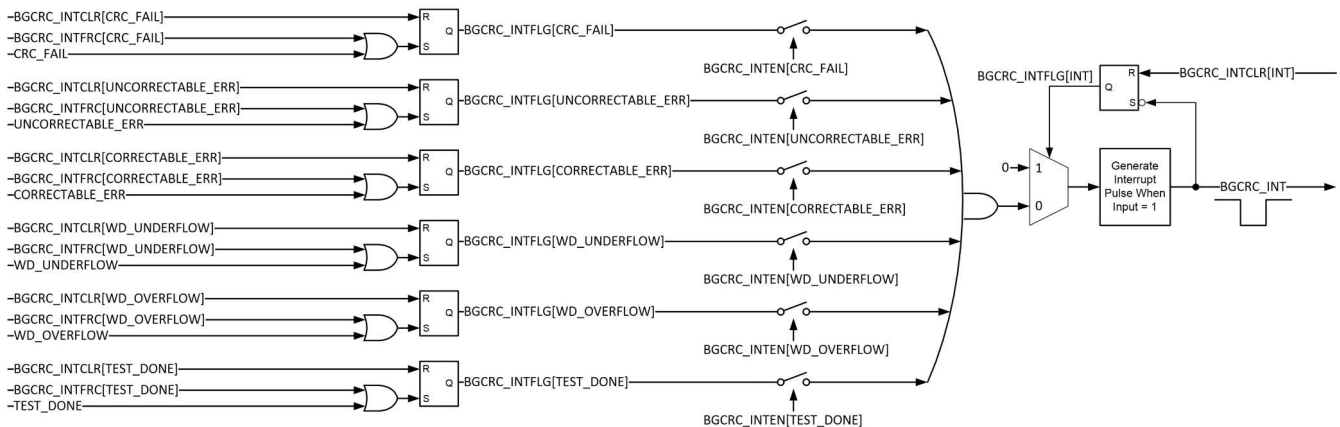 BGCRC_INTCLR[CRC_FAIL]
BGCRC_INTFRC[CRC_FAIL]
CRC_FAIL
R
S
Q
BGCRC_INTFLG[CRC_FAIL]
BGCRC_INTEN[CRC_FAIL]
BGCRC_INTCLR[UNCORRECTABLE_ERR]
BGCRC_INTFRC[UNCORRECTABLE_ERR]
UNCORRECTABLE_ERR
R
S
Q
BGCRC_INTFLG[UNCORRECTABLE_ERR]
BGCRC_INTEN[UNCORRECTABLE_ERR]
BGCRC_INTCLR[CORRECTABLE_ERR]
BGCRC_INTFRC[CORRECTABLE_ERR]
CORRECTABLE_ERR
R
S
Q
BGCRC_INTFLG[CORRECTABLE_ERR]
BGCRC_INTEN[CORRECTABLE_ERR]
BGCRC_INTCLR[WD_UNDERFLOW]
BGCRC_INTFRC[WD_UNDERFLOW]
WD_UNDERFLOW
R
S
Q
BGCRC_INTFLG[WD_UNDERFLOW]
BGCRC_INTEN[WD_UNDERFLOW]
BGCRC_INTCLR[WD_OVERFLOW]
BGCRC_INTFRC[WD_OVERFLOW]
WD_OVERFLOW
R
S
Q
BGCRC_INTFLG[WD_OVERFLOW]
BGCRC_INTEN[WD_OVERFLOW]
BGCRC_INTCLR[TEST_DONE]
BGCRC_INTFRC[TEST_DONE]
TEST_DONE
R
S
Q
BGCRC_INTFLG[TEST_DONE]
BGCRC_INTEN[TEST_DONE]
BGCRC_INTFLG[INT]
Q
R
S
BGCRC_INTCLR[INT]
0
1
0
Generate
Interrupt
Pulse When
Input = 1
BGCRC_INT